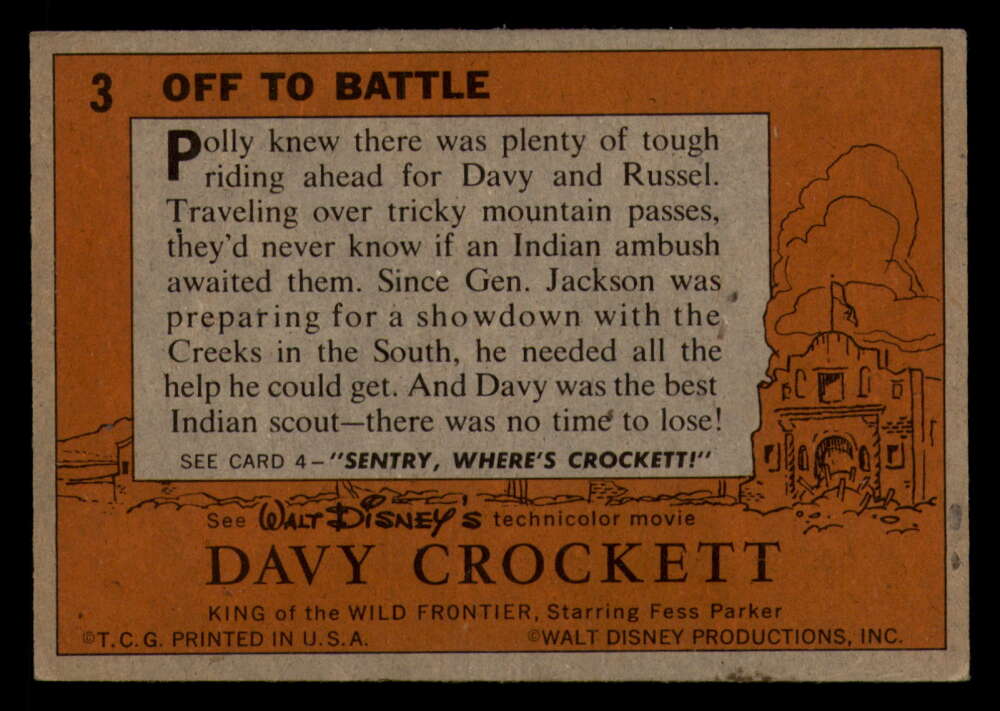 3 OFF TO BATTLE
Polly knew there was plenty of tough
riding ahead for Davy and Russel.
Traveling over tricky mountain passes,
they'd never know if an Indian ambush
awaited them. Since Gen. Jackson was
preparing for a showdown with the
Creeks in the South, he needed all the
help he could get. And Davy was the best
Indian scout—there was no time to lose!
SEE CARD 4—"SENTRY, WHERE'S CROCKETT!"
See WALT DISNEY'S technicolor movie
DAVY CROCKETT
KING of the WILD FRONTIER, Starring Fess Parker
©T.C.G. PRINTED IN U.S.A. ©WALT DISNEY PRODUCTIONS, INC.